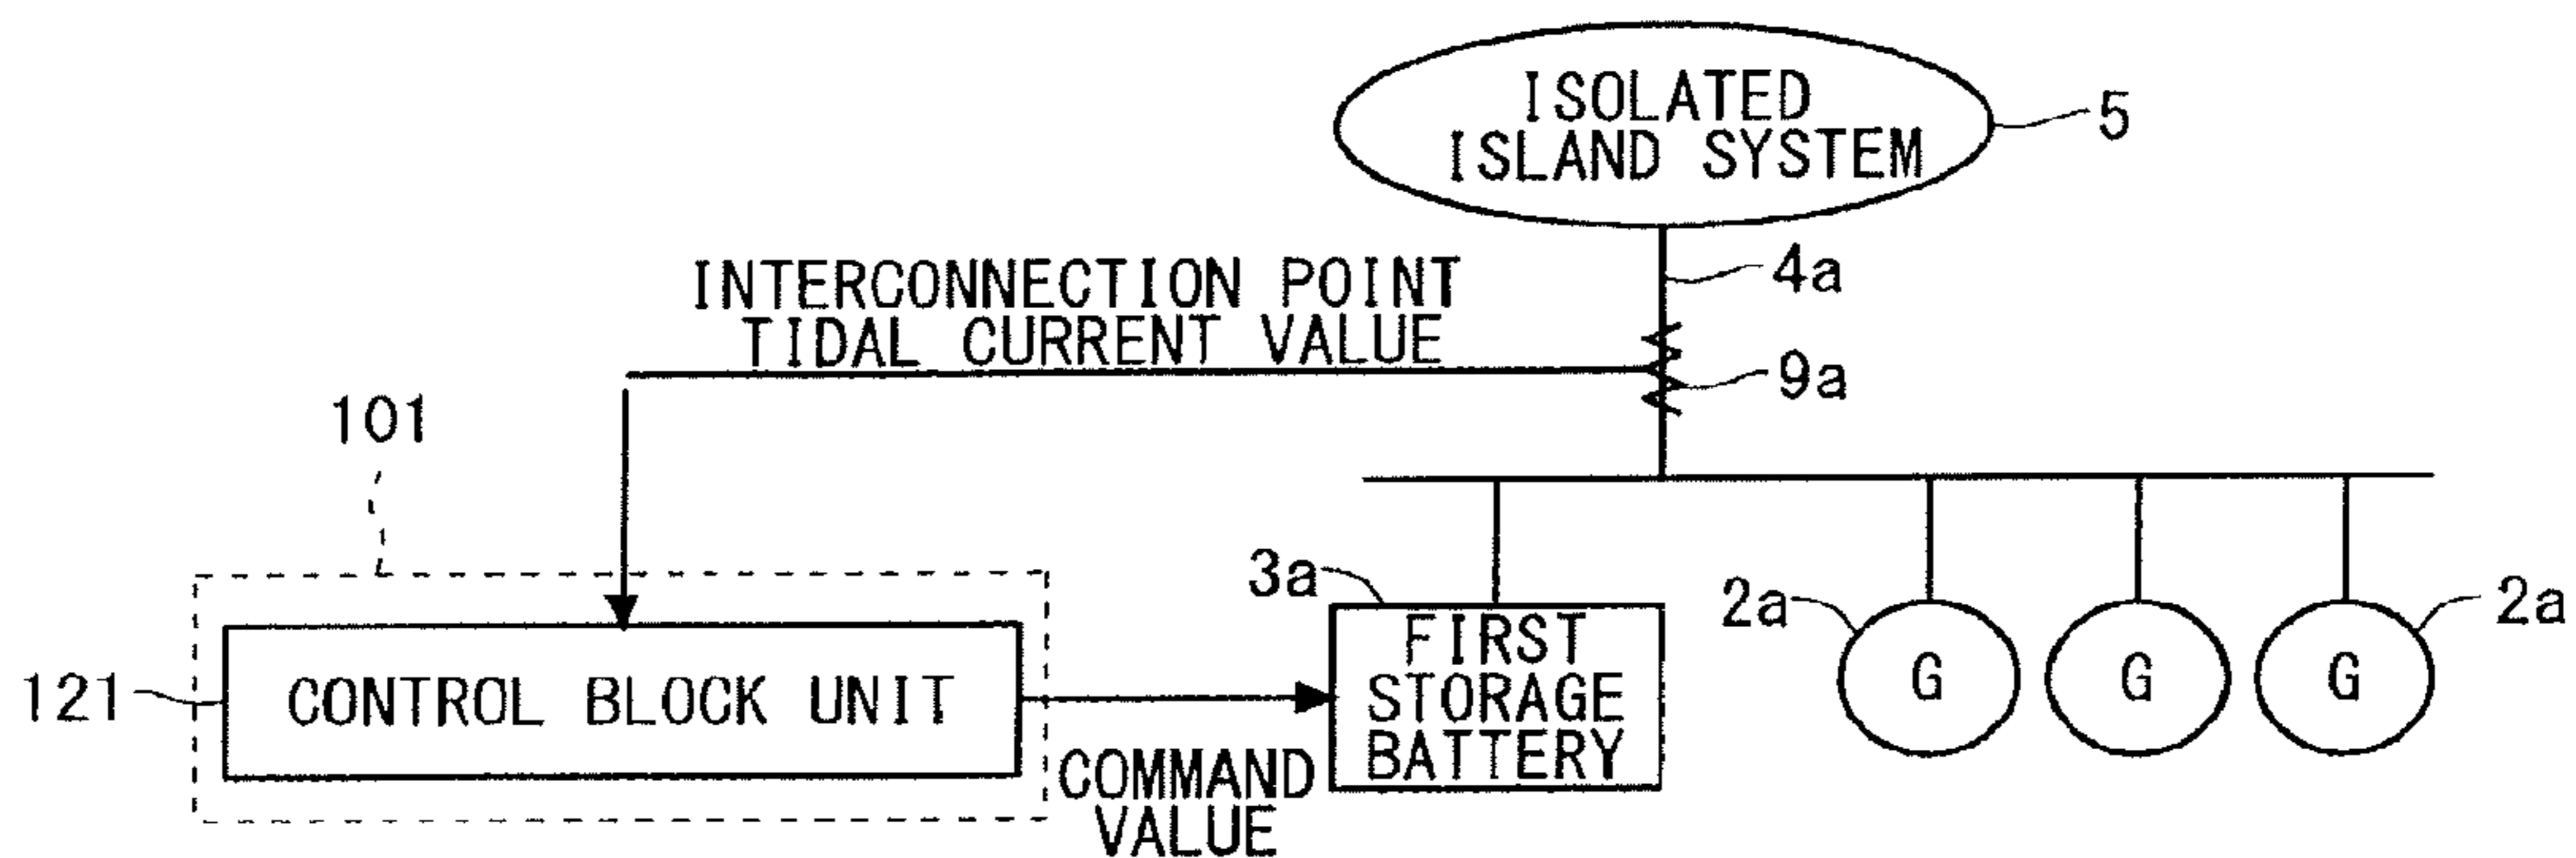 ISOLATED
ISLAND SYSTEM
5
INTERCONNECTION POINT
TIDAL CURRENT VALUE
4a
9a
101
3a
2a
2a
121
CONTROL BLOCK UNIT
FIRST
STORAGE
BATTERY
G
G
G
COMMAND
VALUE